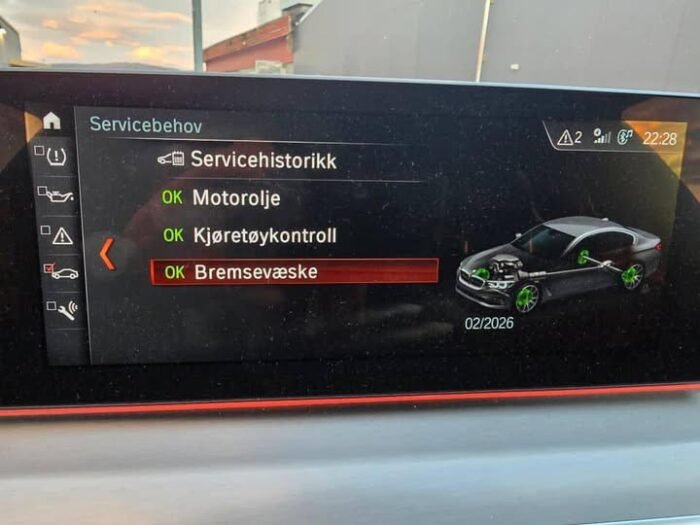 Servicebehov
2
22:28
Servicehistorikk
OK Motorolje
OK Kjøretøykontroll
OK Bremsevæske
02/2026